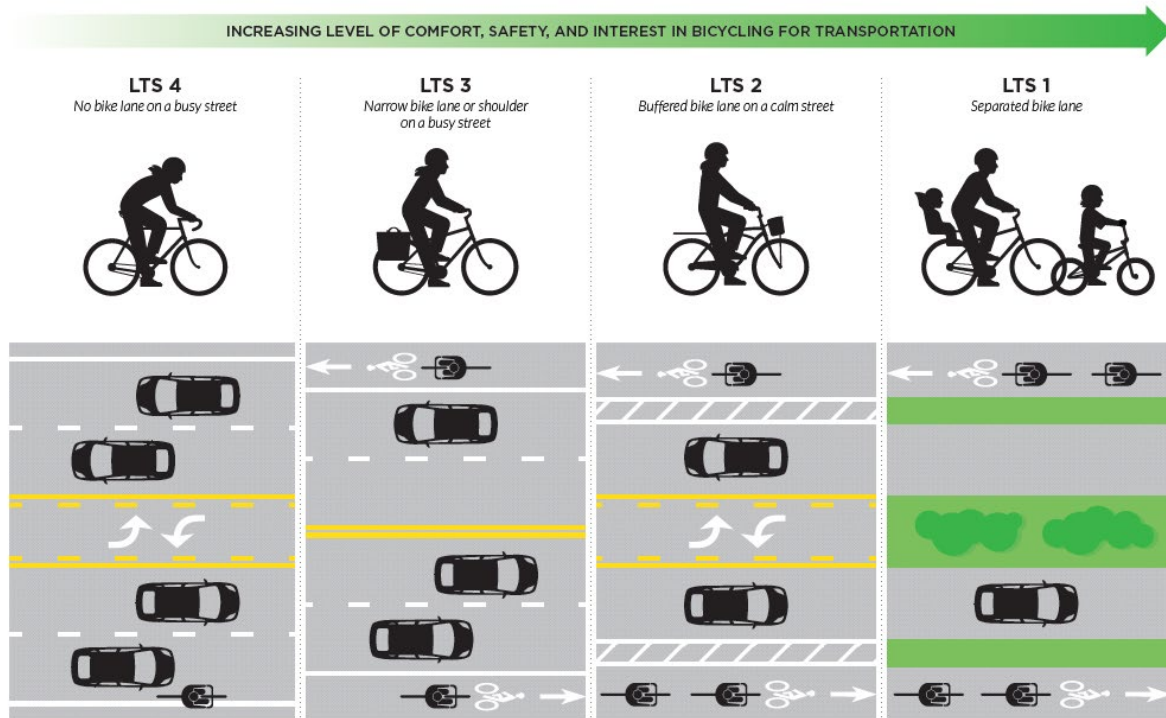 INCREASING LEVEL OF COMFORT, SAFETY, AND INTEREST IN BICYCLING FOR TRANSPORTATION
LTS 4
No bike lane on a busy street
LTS 3
Narrow bike lane or shoulder
on a busy street
LTS 2
Buffered bike lane on a calm street
LTS 1
Separated bike lane